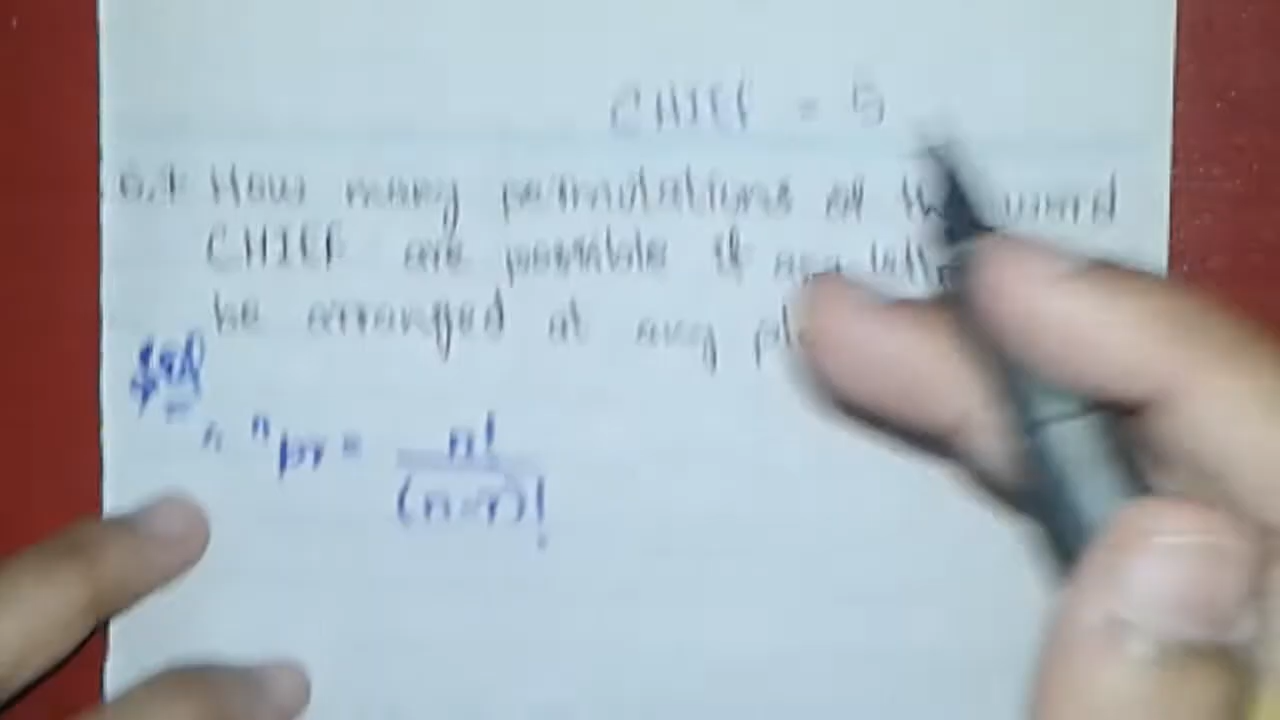 CHIEF = 5
How many permutations of the word
CHIEF are possible if any
be arranged at any
Sol
n ⁿpr = n!
(n-r)!